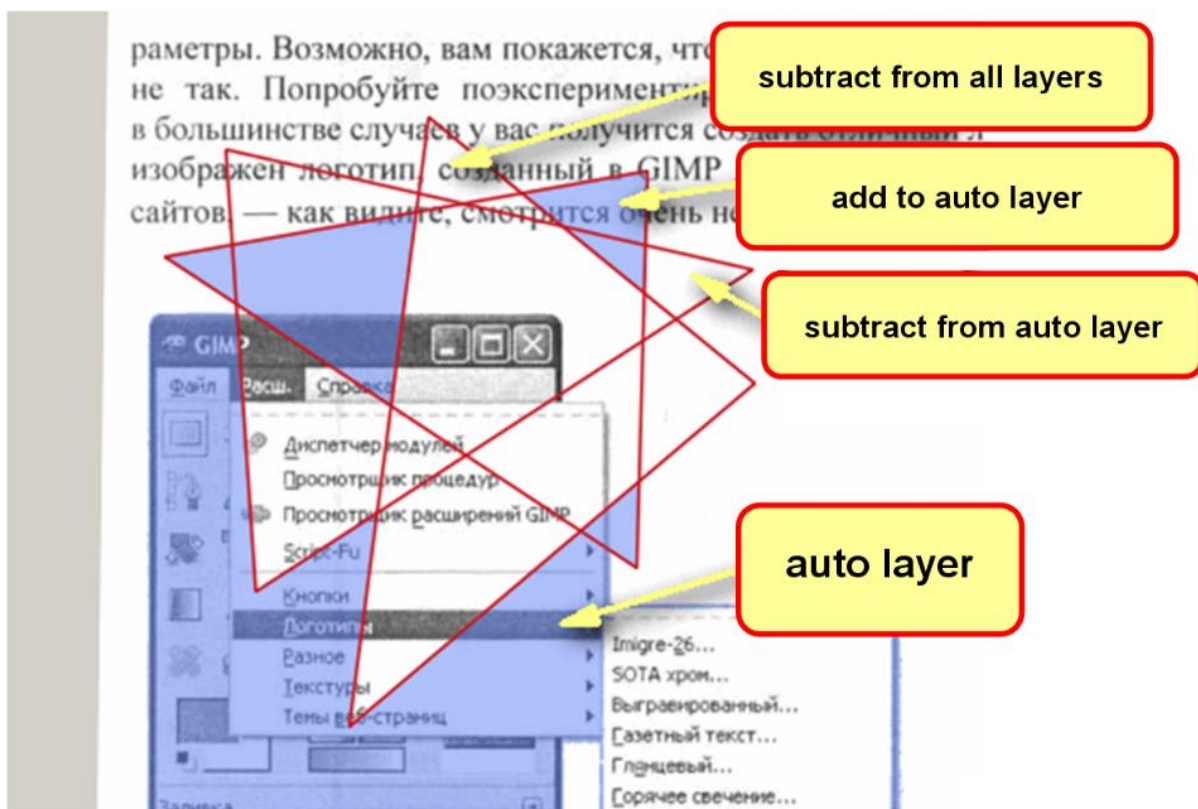 раметры. Возможно, вам покажется, что
не так. Попробуйте
в большинстве случаев у вас получится создать отличный л
изображен логотип, созданный в GIMP
сайтов, — как видите, смотрится очень не
subtract from all layers
add to auto layer
subtract from auto layer
GIMP
Файл Расш. Справка
Диспетчер модулей
Просмотрщик процедур
Просмотрщик расширений GIMP
Script-Fu
Кнопки
Логотипы
Разное
Текстуры
Темы веб-страниц
auto layer
Imigre-26...
SOTA хром...
Выгравированный...
Газетный текст...
Глянцевый...
Горячее свечение...
Заливка